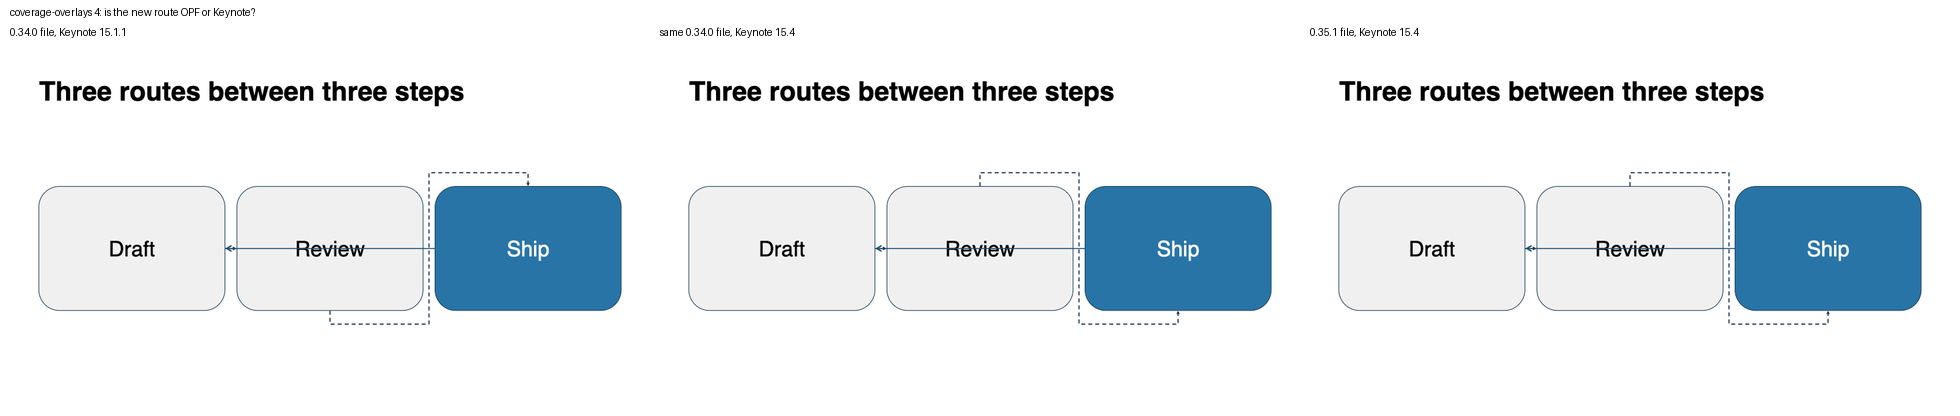 coverage-overlays 4: is the new route OPF or Keynote?
0.34.0 file, Keynote 15.1.1
same 0.34.0 file, Keynote 15.4
0.35.1 file, Keynote 15.4
Three routes between three steps
Three routes between three steps
Three routes between three steps
Draft
Review
Ship
Draft
Review
Ship
Draft
Review
Ship